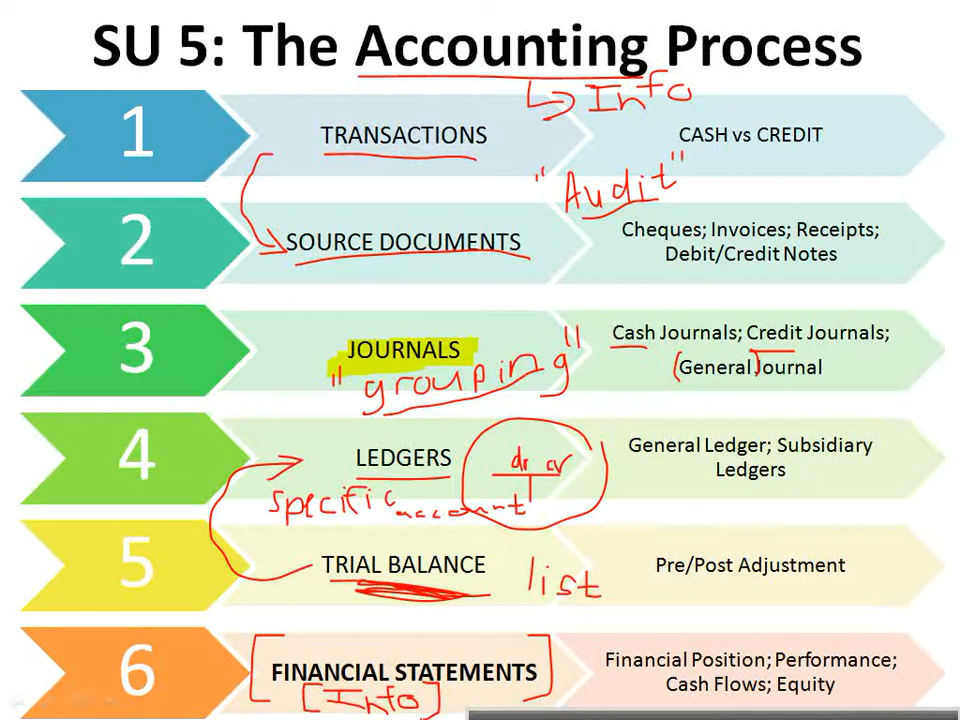 SU 5: The Accounting Process
Info
1
TRANSACTIONS
CASH vs CREDIT
"Audit"
2
SOURCE DOCUMENTS
Cheques; Invoices; Receipts;
Debit/Credit Notes
3
JOURNALS
"grouping"
Cash Journals; Credit Journals;
(General) Journal
4
LEDGERS
dr cr
specific account
General Ledger; Subsidiary
Ledgers
5
TRIAL BALANCE
list
Pre/Post Adjustment
6
FINANCIAL STATEMENTS
[Info]
Financial Position; Performance;
Cash Flows; Equity